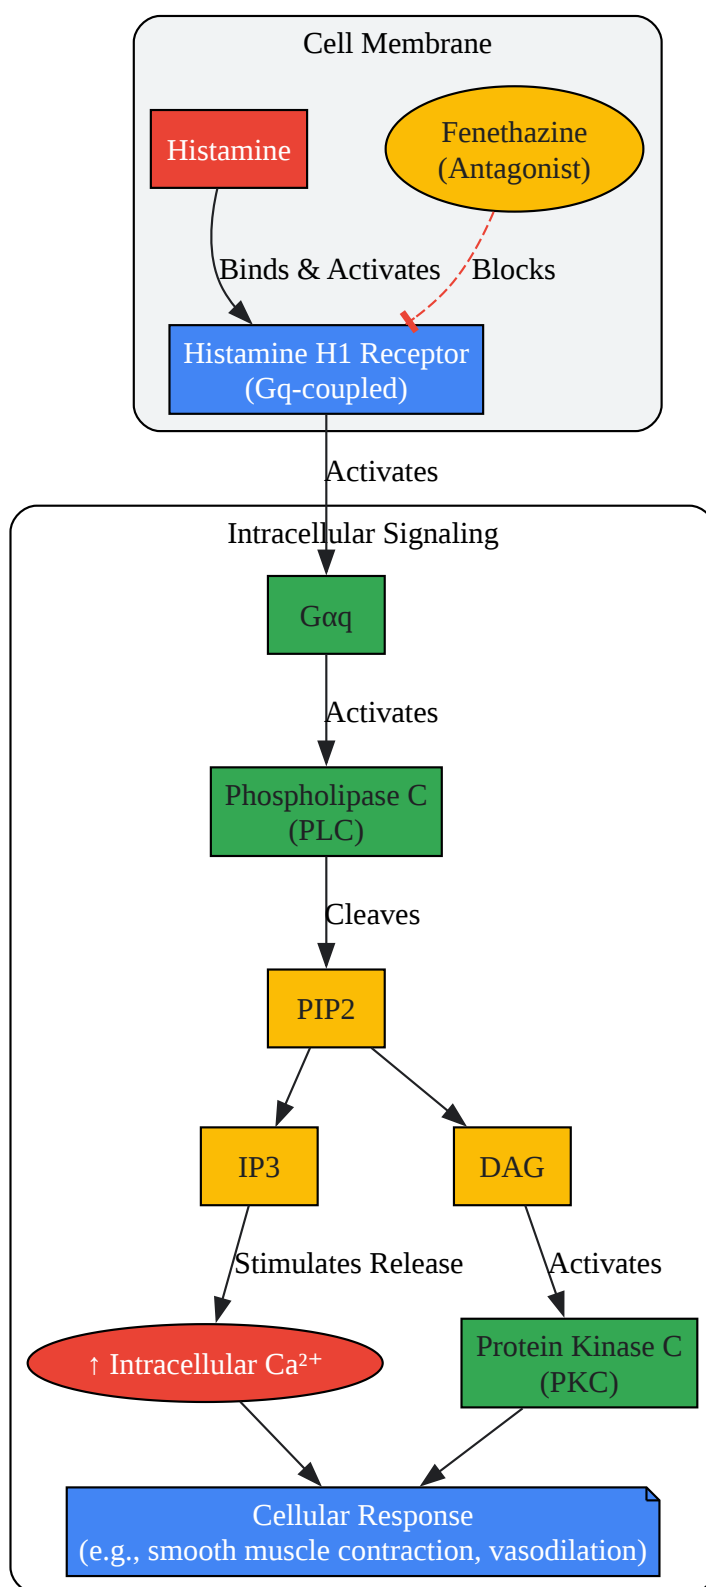 Cell Membrane
Histamine
Fenethazine
(Antagonist)
Binds & Activates
Blocks
Histamine H1 Receptor
(Gq-coupled)
Activates
Intracellular Signaling
Gαq
Activates
Phospholipase C
(PLC)
Cleaves
PIP2
IP3
DAG
Stimulates Release
Activates
↑ Intracellular Ca²⁺
Protein Kinase C
(PKC)
Cellular Response
(e.g., smooth muscle contraction, vasodilation)